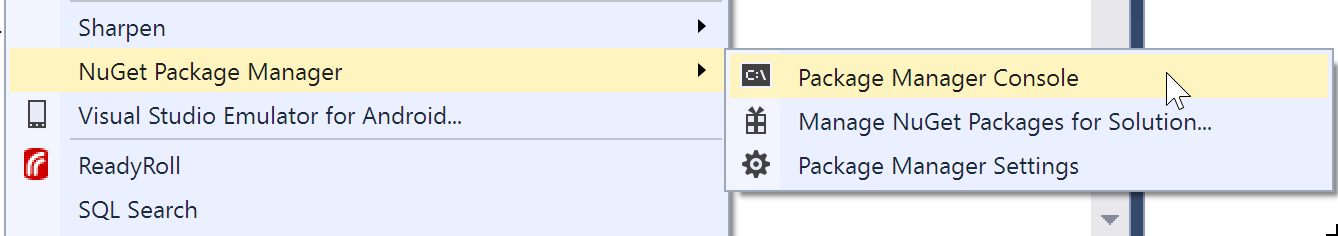 Sharpen
NuGet Package Manager
Visual Studio Emulator for Android...
ReadyRoll
SQL Search
C:\
Package Manager Console
Manage NuGet Packages for Solution...
Package Manager Settings